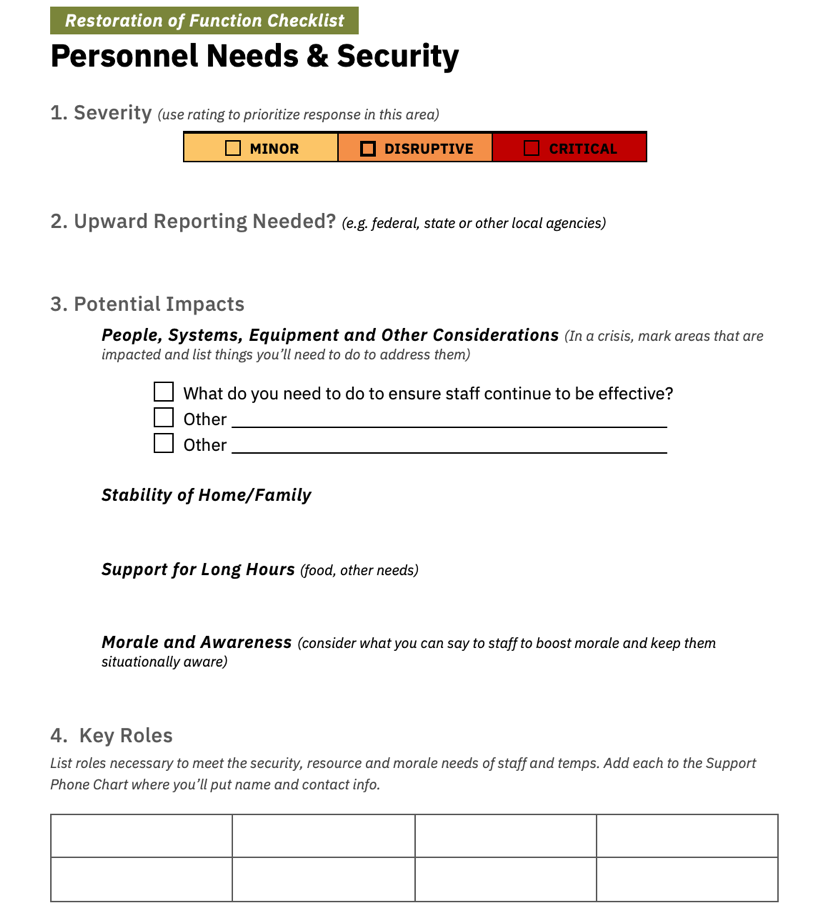 Restoration of Function Checklist
Personnel Needs & Security
1. Severity (use rating to prioritize response in this area)
MINOR DISRUPTIVE CRITICAL
2. Upward Reporting Needed? (e.g. federal, state or other local agencies)
3. Potential Impacts
People, Systems, Equipment and Other Considerations (In a crisis, mark areas that are
impacted and list things you'll need to do to address them)
What do you need to do to ensure staff continue to be effective?
Other
Other
Stability of Home/Family
Support for Long Hours (food, other needs)
Morale and Awareness (consider what you can say to staff to boost morale and keep them
situationally aware)
4. Key Roles
List roles necessary to meet the security, resource and morale needs of staff and temps. Add each to the Support
Phone Chart where you'll put name and contact info.